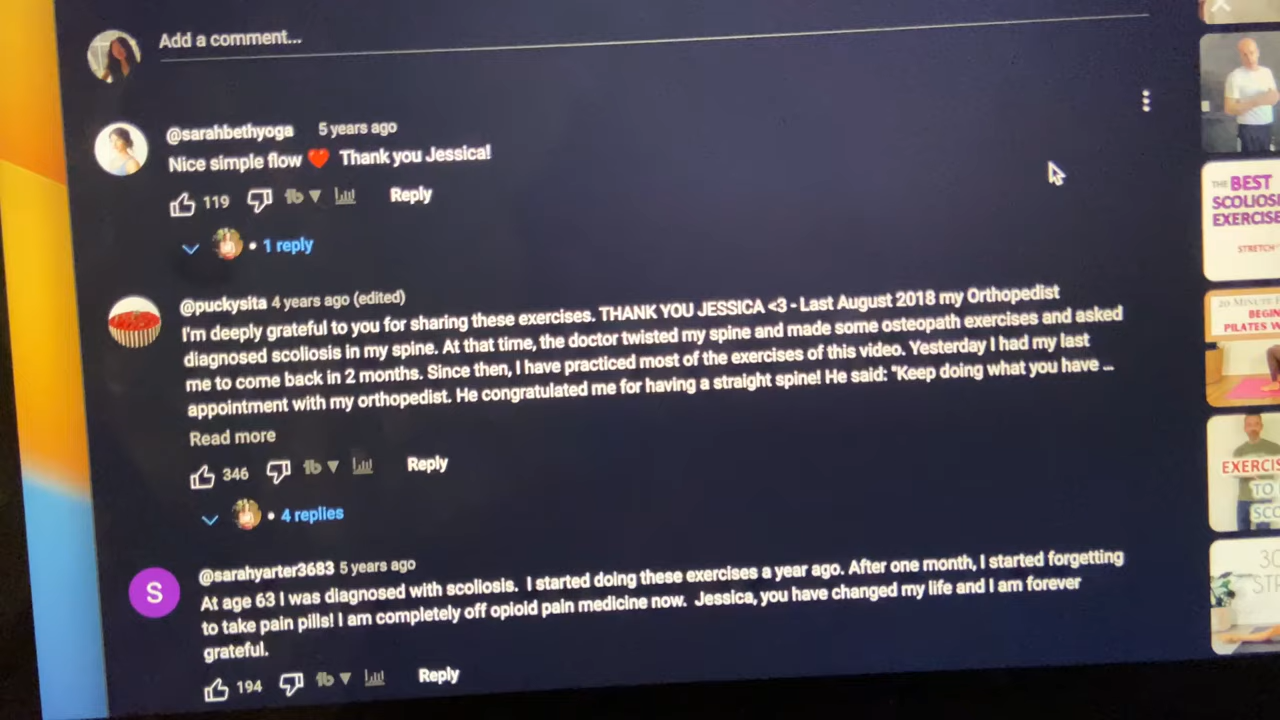 Add a comment...
@sarahbethyoga 5 years ago
Nice simple flow ❤️ Thank you Jessica!
119 Reply
• 1 reply
@puckysita 4 years ago (edited)
I'm deeply grateful to you for sharing these exercises. THANK YOU JESSICA <3 - Last August 2018 my Orthopedist
diagnosed scoliosis in my spine. At that time, the doctor twisted my spine and made some osteopath exercises and asked
me to come back in 2 months. Since then, I have practiced most of the exercises of this video. Yesterday I had my last
appointment with my orthopedist. He congratulated me for having a straight spine! He said: "Keep doing what you have ...
Read more
346 Reply
• 4 replies
S
@sarahyarter3683 5 years ago
At age 63 I was diagnosed with scoliosis. I started doing these exercises a year ago. After one month, I started forgetting
to take pain pills! I am completely off opioid pain medicine now. Jessica, you have changed my life and I am forever
grateful.
194 Reply
THE BEST
SCOLIOSI
EXERCISE
STRETCH
20 MINUTE
BEGIN
PILATES W
EXERCIS
TO
SCO
30
STR